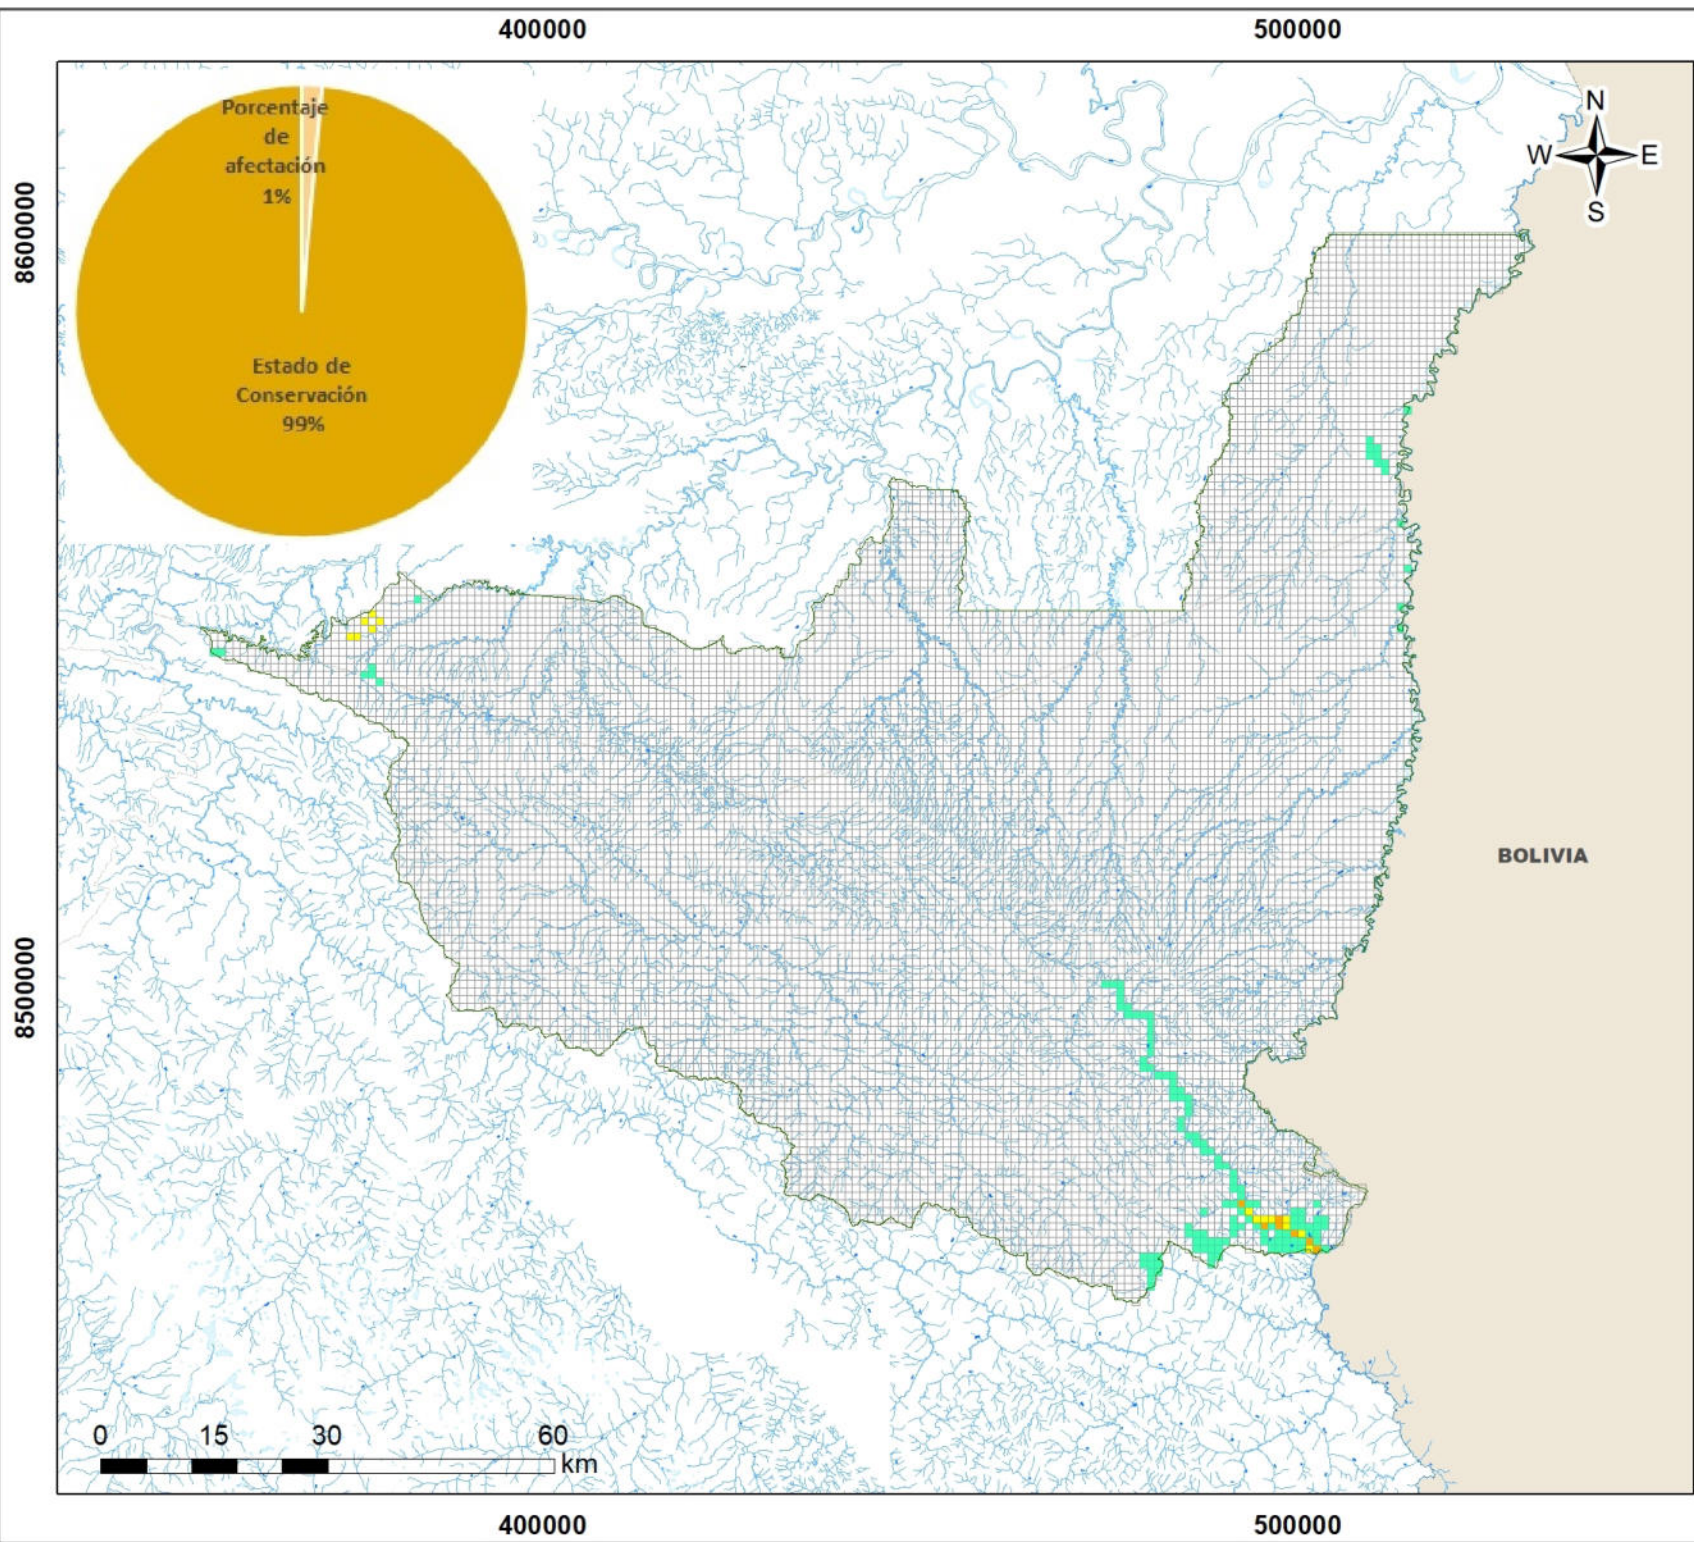 400000
500000
N
W
E
S
Porcentaje
de
afectación
1%
8600000
Estado de
Conservación
99%
BOLIVIA
8500000
0
15
30
60
km
400000
500000